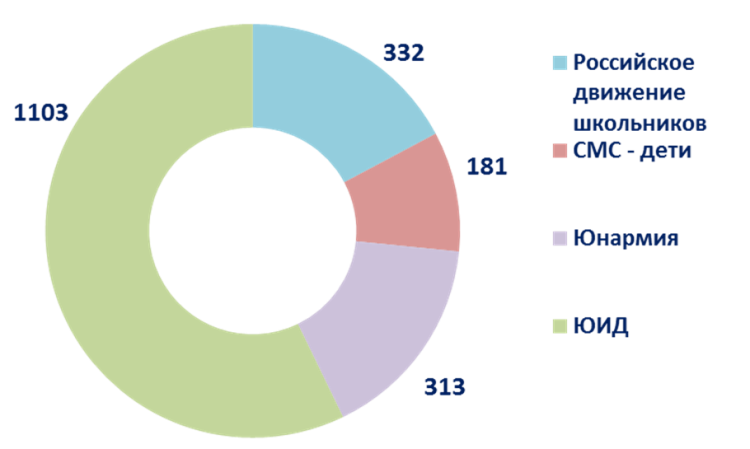 332
1103
181
313
Российское
движение
школьников
СМС - дети
Юнармия
ЮИД